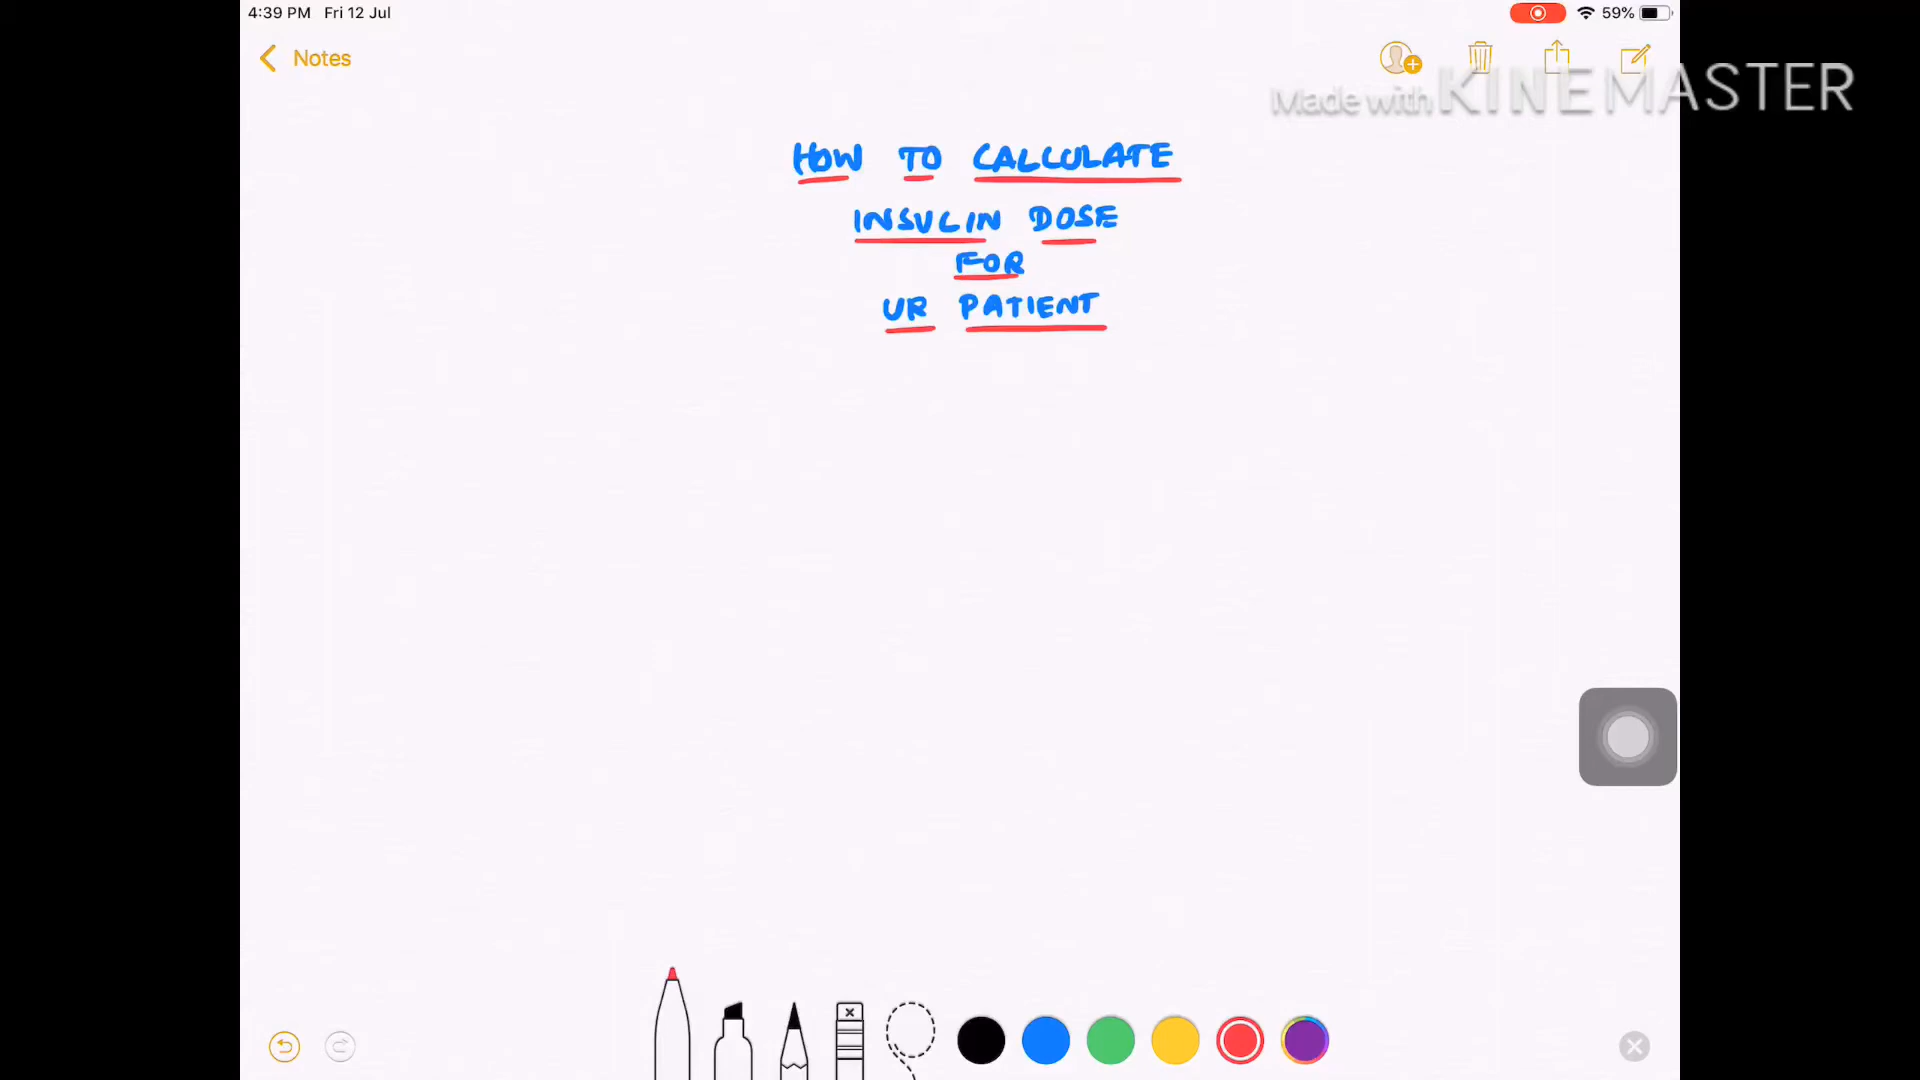 4:39 PM Fri 12 Jul
59%
Notes
Made with KINEMASTER
HOW TO CALCULATE
INSULIN DOSE
FOR
UR PATIENT